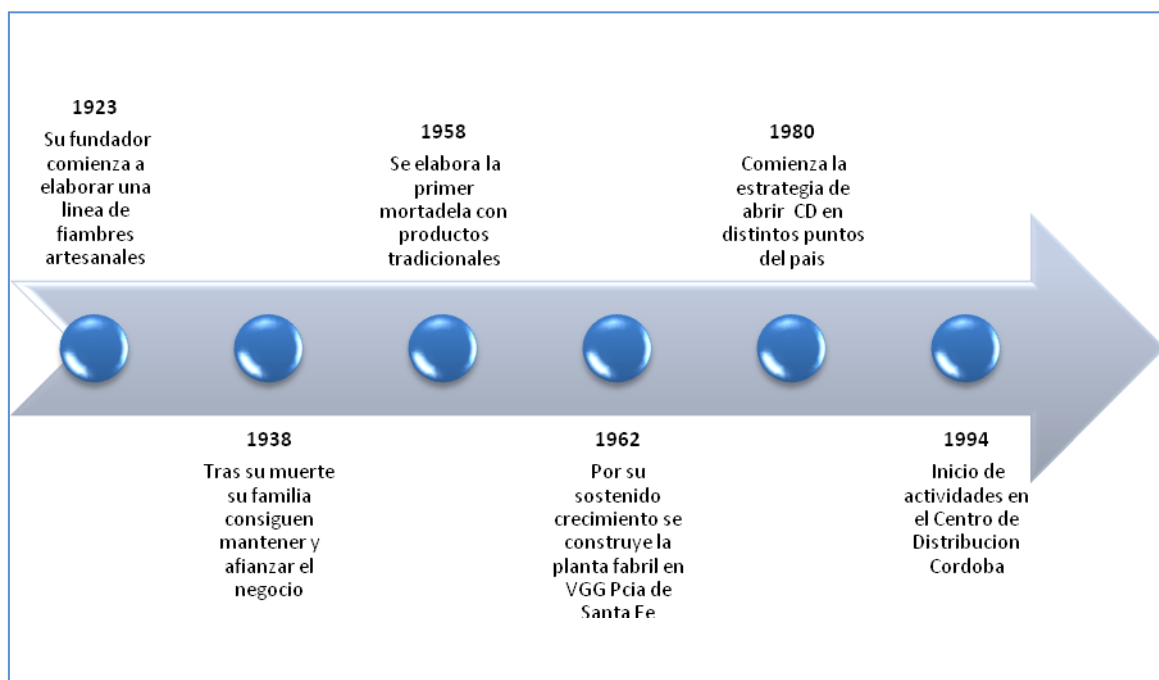 1923
Su fundador
comienza a
elaborar una
linea de
fiambres
artesanales
1938
Tras su muerte
su familia
consiguen
mantener y
afianzar el
negocio
1958
Se elabora la
primer
mortadela con
productos
tradicionales
1962
Por su
sostenido
crecimiento se
construye la
planta fabril en
VGG Pcia de
Santa Fe
1980
Comienza la
estrategia de
abrir CD en
distintos puntos
del pais
1994
Inicio de
actividades en
el Centro de
Distribucion
Cordoba